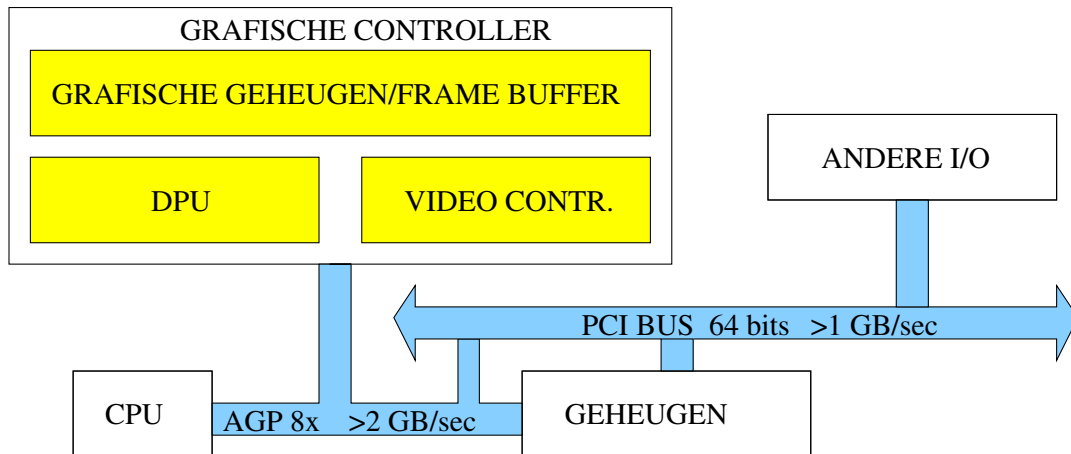 GRAFISCHE CONTROLLER
GRAFISCHE GEHEUGEN/FRAME BUFFER
DPU
VIDEO CONTR.
ANDERE I/O
PCI BUS 64 bits >1 GB/sec
CPU
AGP 8x >2 GB/sec
GEHEUGEN